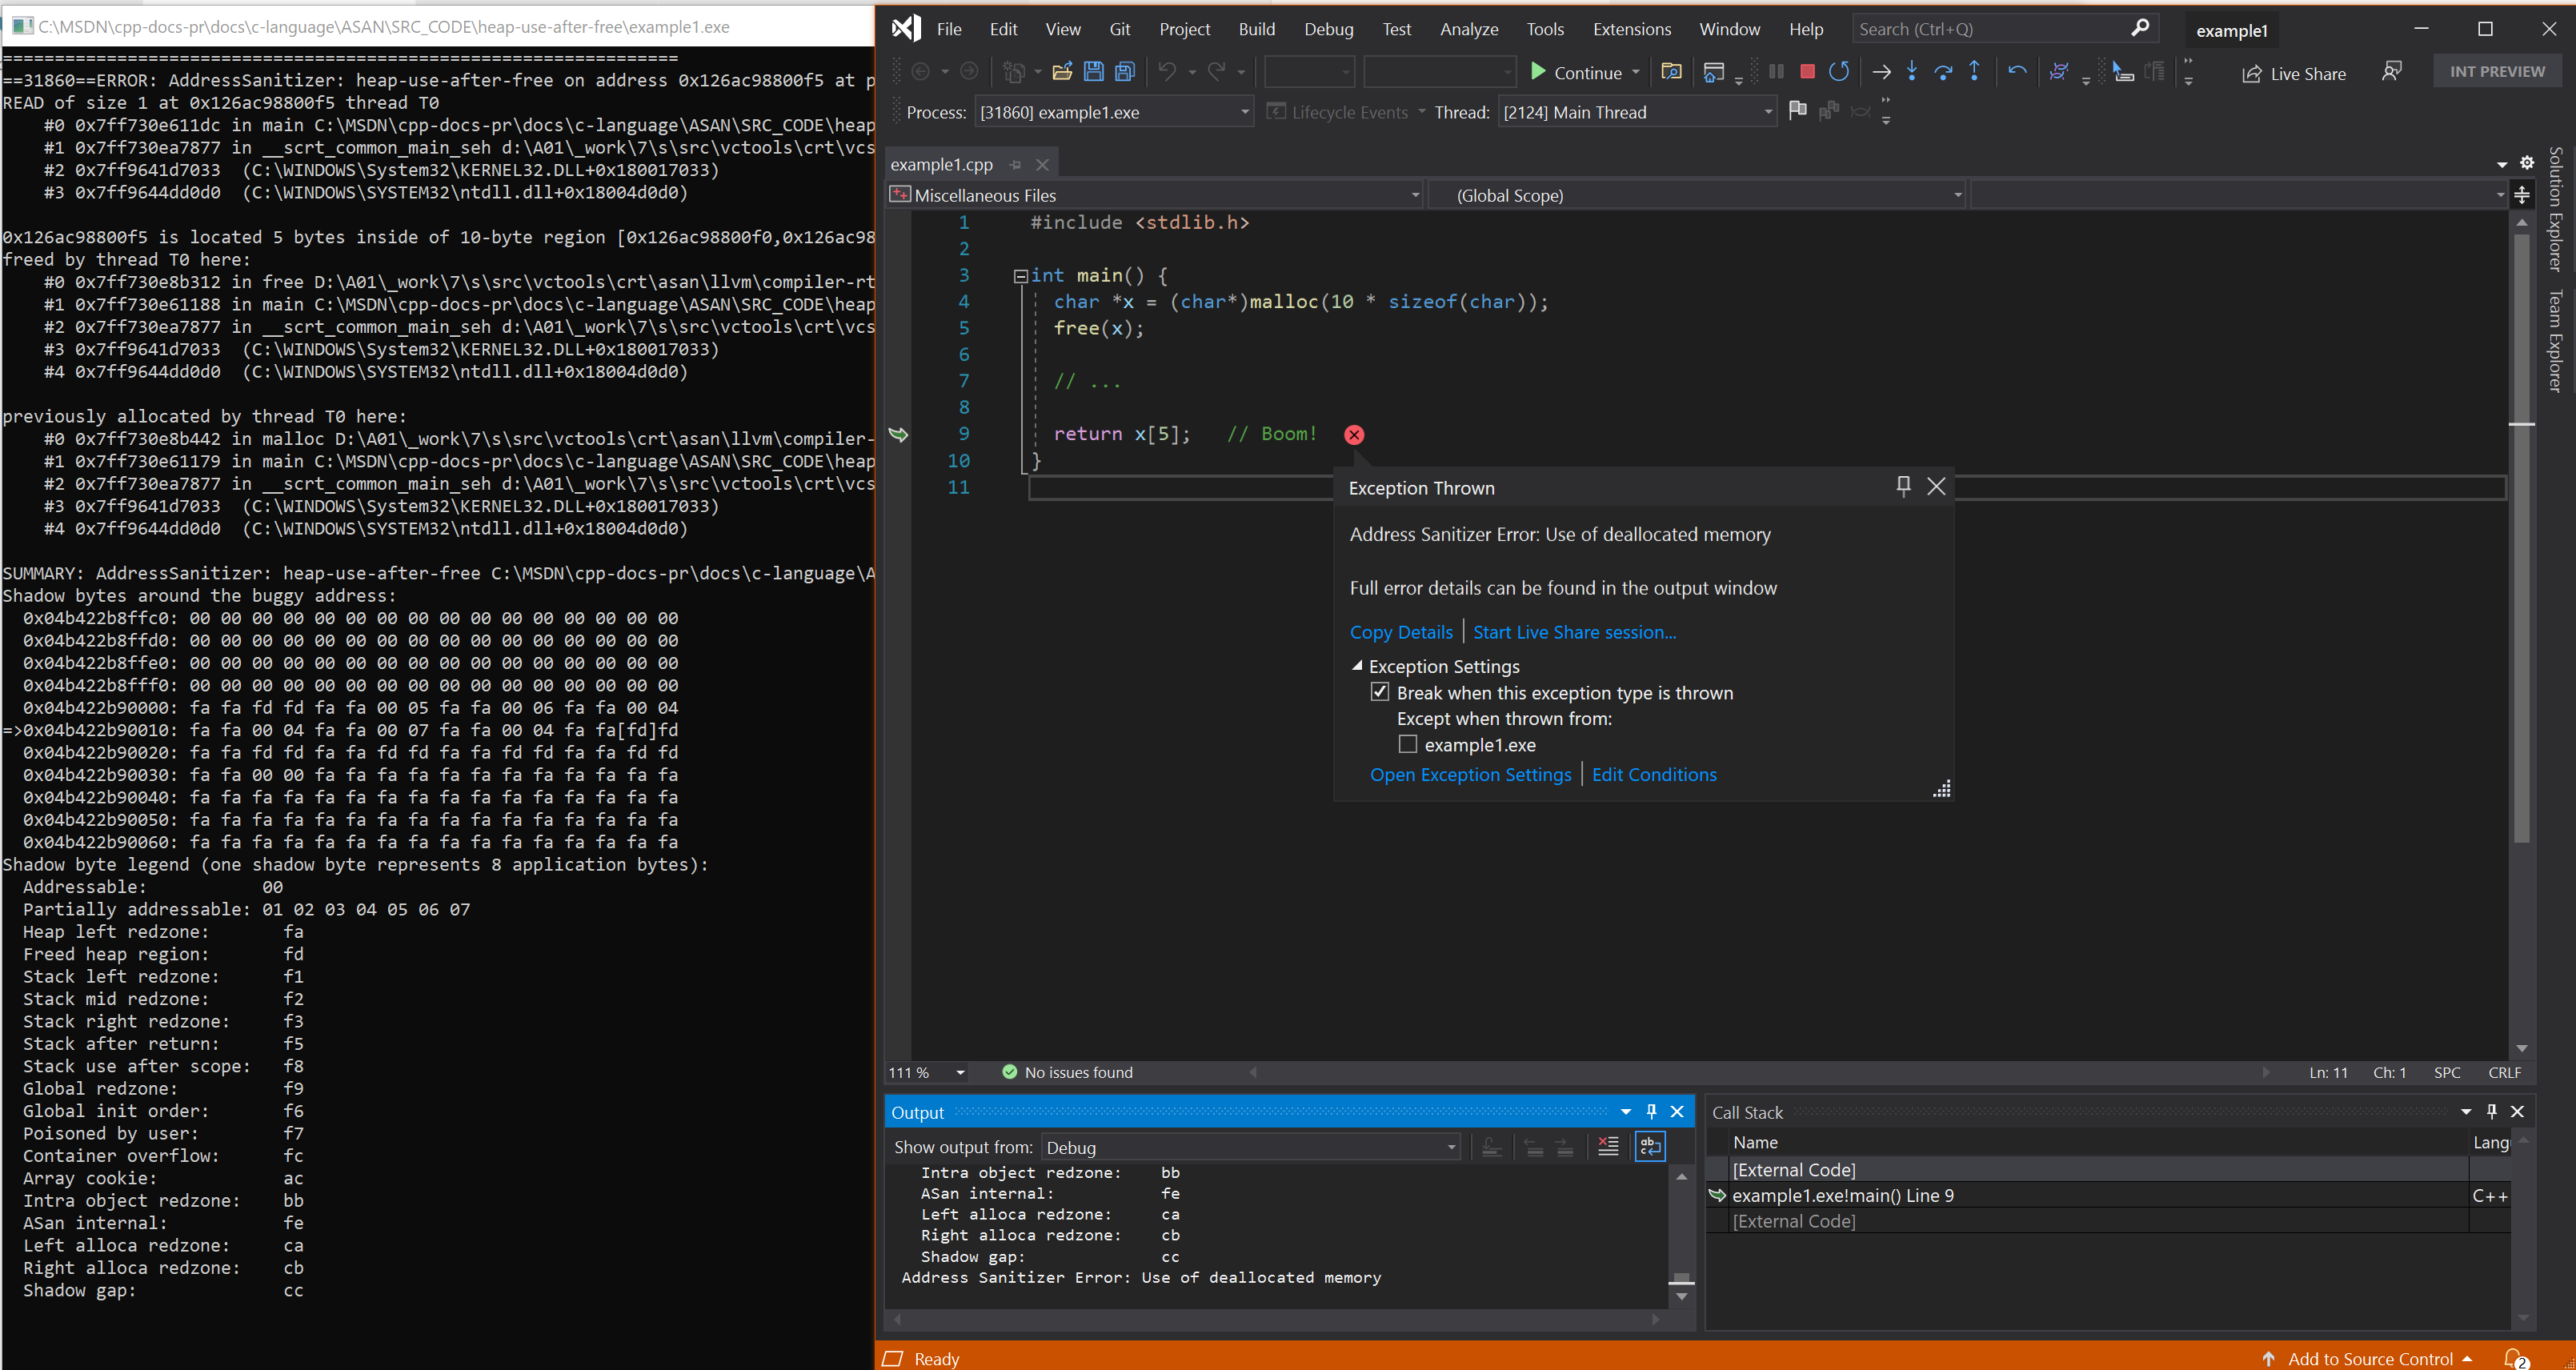 C:\MSDN\cpp-docs-pr\docs\c-language\ASAN\SRC_CODE\heap-use-after-free\example1.exe
=================================================================
==31860==ERROR: AddressSanitizer: heap-use-after-free on address 0x126ac98800f5 at p
READ of size 1 at 0x126ac98800f5 thread T0
#0 0x7ff730e611dc in main C:\MSDN\cpp-docs-pr\docs\c-language\ASAN\SRC_CODE\heap
#1 0x7ff730ea7877 in __scrt_common_main_seh d:\A01\_work\7\s\src\vctools\crt\vcs
#2 0x7ff9641d7033  (C:\WINDOWS\System32\KERNEL32.DLL+0x180017033)
#3 0x7ff9644dd0d0  (C:\WINDOWS\SYSTEM32\ntdll.dll+0x18004d0d0)
0x126ac98800f5 is located 5 bytes inside of 10-byte region [0x126ac98800f0,0x126ac98
freed by thread T0 here:
#0 0x7ff730e8b312 in free D:\A01\_work\7\s\src\vctools\crt\asan\llvm\compiler-rt
#1 0x7ff730e61188 in main C:\MSDN\cpp-docs-pr\docs\c-language\ASAN\SRC_CODE\heap
#2 0x7ff730ea7877 in __scrt_common_main_seh d:\A01\_work\7\s\src\vctools\crt\vcs
#3 0x7ff9641d7033  (C:\WINDOWS\System32\KERNEL32.DLL+0x180017033)
#4 0x7ff9644dd0d0  (C:\WINDOWS\SYSTEM32\ntdll.dll+0x18004d0d0)
previously allocated by thread T0 here:
#0 0x7ff730e8b442 in malloc D:\A01\_work\7\s\src\vctools\crt\asan\llvm\compiler-
#1 0x7ff730e61179 in main C:\MSDN\cpp-docs-pr\docs\c-language\ASAN\SRC_CODE\heap
#2 0x7ff730ea7877 in __scrt_common_main_seh d:\A01\_work\7\s\src\vctools\crt\vcs
#3 0x7ff9641d7033  (C:\WINDOWS\System32\KERNEL32.DLL+0x180017033)
#4 0x7ff9644dd0d0  (C:\WINDOWS\SYSTEM32\ntdll.dll+0x18004d0d0)
SUMMARY: AddressSanitizer: heap-use-after-free C:\MSDN\cpp-docs-pr\docs\c-language\A
Shadow bytes around the buggy address:
0x04b422b8ffc0: 00 00 00 00 00 00 00 00 00 00 00 00 00 00 00 00
0x04b422b8ffd0: 00 00 00 00 00 00 00 00 00 00 00 00 00 00 00 00
0x04b422b8ffe0: 00 00 00 00 00 00 00 00 00 00 00 00 00 00 00 00
0x04b422b8fff0: 00 00 00 00 00 00 00 00 00 00 00 00 00 00 00 00
0x04b422b90000: fa fa fd fd fa fa 00 05 fa fa 00 06 fa fa 00 04
=>0x04b422b90010: fa fa 00 04 fa fa 00 07 fa fa 00 04 fa fa[fd]fd
0x04b422b90020: fa fa fd fd fa fa fd fd fa fa fd fd fa fa fd fd
0x04b422b90030: fa fa 00 00 fa fa fa fa fa fa fa fa fa fa fa fa
0x04b422b90040: fa fa fa fa fa fa fa fa fa fa fa fa fa fa fa fa
0x04b422b90050: fa fa fa fa fa fa fa fa fa fa fa fa fa fa fa fa
0x04b422b90060: fa fa fa fa fa fa fa fa fa fa fa fa fa fa fa fa
Shadow byte legend (one shadow byte represents 8 application bytes):
Addressable:           00
Partially addressable: 01 02 03 04 05 06 07
Heap left redzone:       fa
Freed heap region:       fd
Stack left redzone:      f1
Stack mid redzone:       f2
Stack right redzone:     f3
Stack after return:      f5
Stack use after scope:   f8
Global redzone:          f9
Global init order:       f6
Poisoned by user:        f7
Container overflow:      fc
Array cookie:            ac
Intra object redzone:    bb
ASan internal:           fe
Left alloca redzone:     ca
Right alloca redzone:    cb
Shadow gap:              cc
File Edit View Git Project Build Debug Test Analyze Tools Extensions Window Help Search (Ctrl+Q) example1
Continue Live Share INT PREVIEW
Process: [31860] example1.exe Lifecycle Events Thread: [2124] Main Thread
example1.cpp
Miscellaneous Files (Global Scope)
1 #include <stdlib.h>
2
3 int main() {
4 char *x = (char*)malloc(10 * sizeof(char));
5 free(x);
6
7 // ...
8
9 return x[5];   // Boom!
10 }
11
Exception Thrown
Address Sanitizer Error: Use of deallocated memory
Full error details can be found in the output window
Copy Details | Start Live Share session...
Exception Settings
Break when this exception type is thrown
Except when thrown from:
example1.exe
Open Exception Settings | Edit Conditions
Solution Explorer
Team Explorer
111 % No issues found Ln: 11 Ch: 1 SPC CRLF
Output
Show output from: Debug
Intra object redzone:    bb
ASan internal:           fe
Left alloca redzone:     ca
Right alloca redzone:    cb
Shadow gap:              cc
Address Sanitizer Error: Use of deallocated memory
Call Stack
Name Langu
[External Code]
example1.exe!main() Line 9 C++
[External Code]
Ready Add to Source Control 2